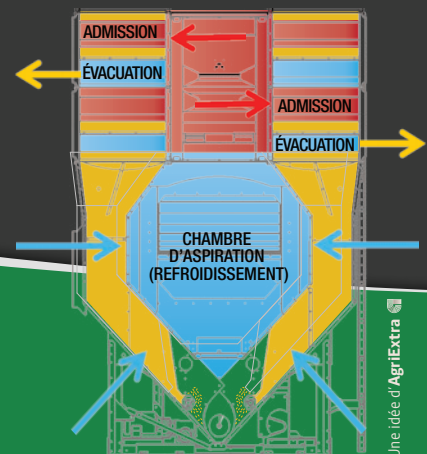 ADMISSION
ÉVACUATION
ADMISSION
ÉVACUATION
CHAMBRE
D'ASPIRATION
(REFROIDISSEMENT)
Une idée d'AgriExtra